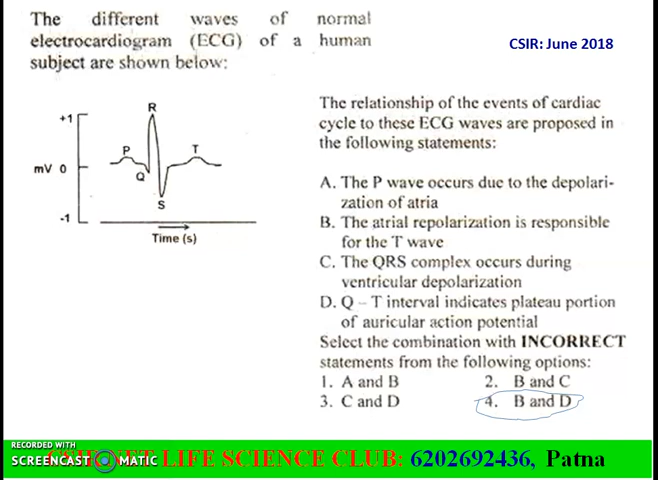 The different waves of normal
electrocardiogram (ECG) of a human
subject are shown below:
CSIR: June 2018
+1
mV 0
-1
P
Q
R
S
T
Time (s)
The relationship of the events of cardiac
cycle to these ECG waves are proposed in
the following statements:
A. The P wave occurs due to the depolari-
zation of atria
B. The atrial repolarization is responsible
for the T wave
C. The QRS complex occurs during
ventricular depolarization
D. Q – T interval indicates plateau portion
of auricular action potential
Select the combination with INCORRECT
statements from the following options:
1. A and B 2. B and C
3. C and D 4. B and D
RECORDED WITH
SCREENCAST MATIC
LIFE SCIENCE CLUB: 6202692436, Patna